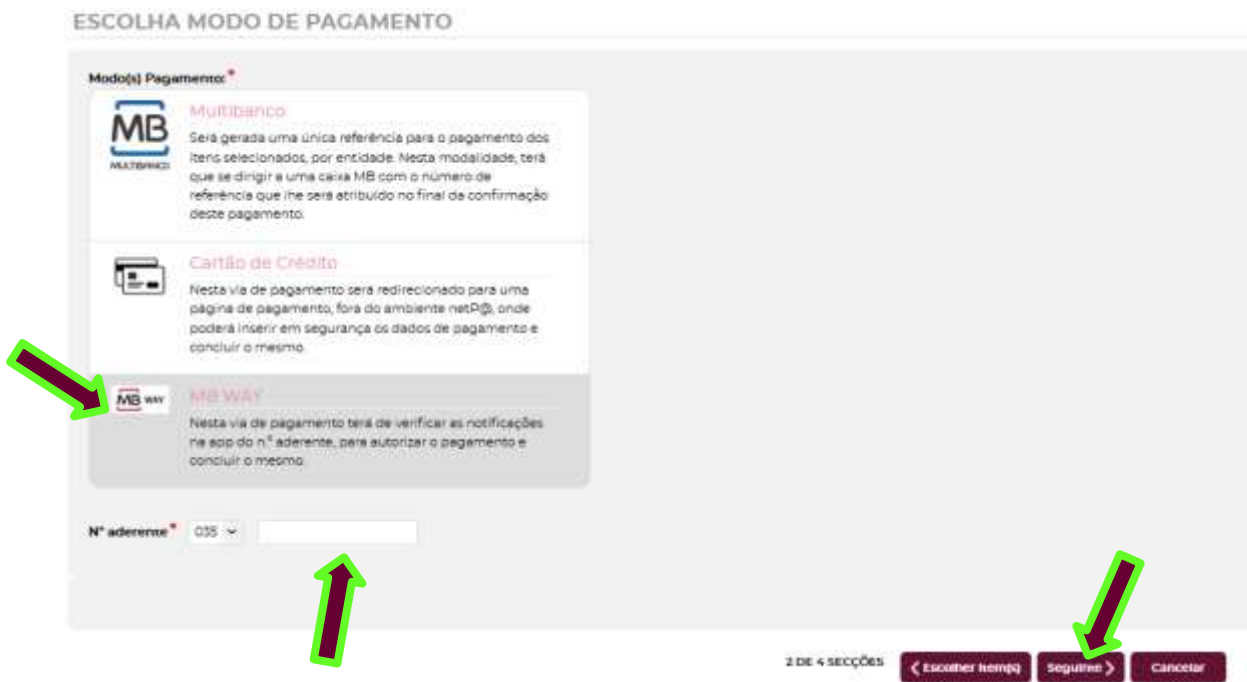 ESCOLHA MODO DE PAGAMENTO
Modo(s) Pagamento: *
MB
MULTIBANCO
Multibanco
Será gerada uma única referência para o pagamento dos
itens selecionados, por entidade. Nesta modalidade, terá
que se dirigir a uma caixa MB com o número de
referência que lhe será atribuído no final da confirmação
deste pagamento.
Cartão de Crédito
Nesta via de pagamento será redirecionado para uma
página de pagamento, fora do ambiente netP@, onde
poderá inserir em segurança os dados de pagamento e
concluir o mesmo.
MB WAY
MB WAY
Nesta via de pagamento terá de verificar as notificações
na app do n.º aderente, para autorizar o pagamento e
concluir o mesmo.
Nº aderente * 035
2 DE 4 SECÇÕES
Escolher Item(s)
Seguinte
Cancelar